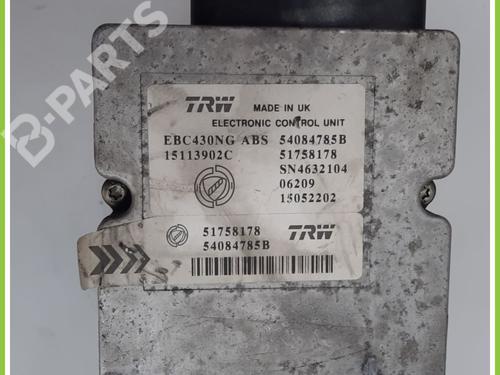 B-PARTS
TRW MADE IN UK
ELECTRONIC CONTROL UNIT
EBC430NG ABS 54084785B
15113902C 51758178
SN4632104
06209
15052202
51758178 TRW
54084785B